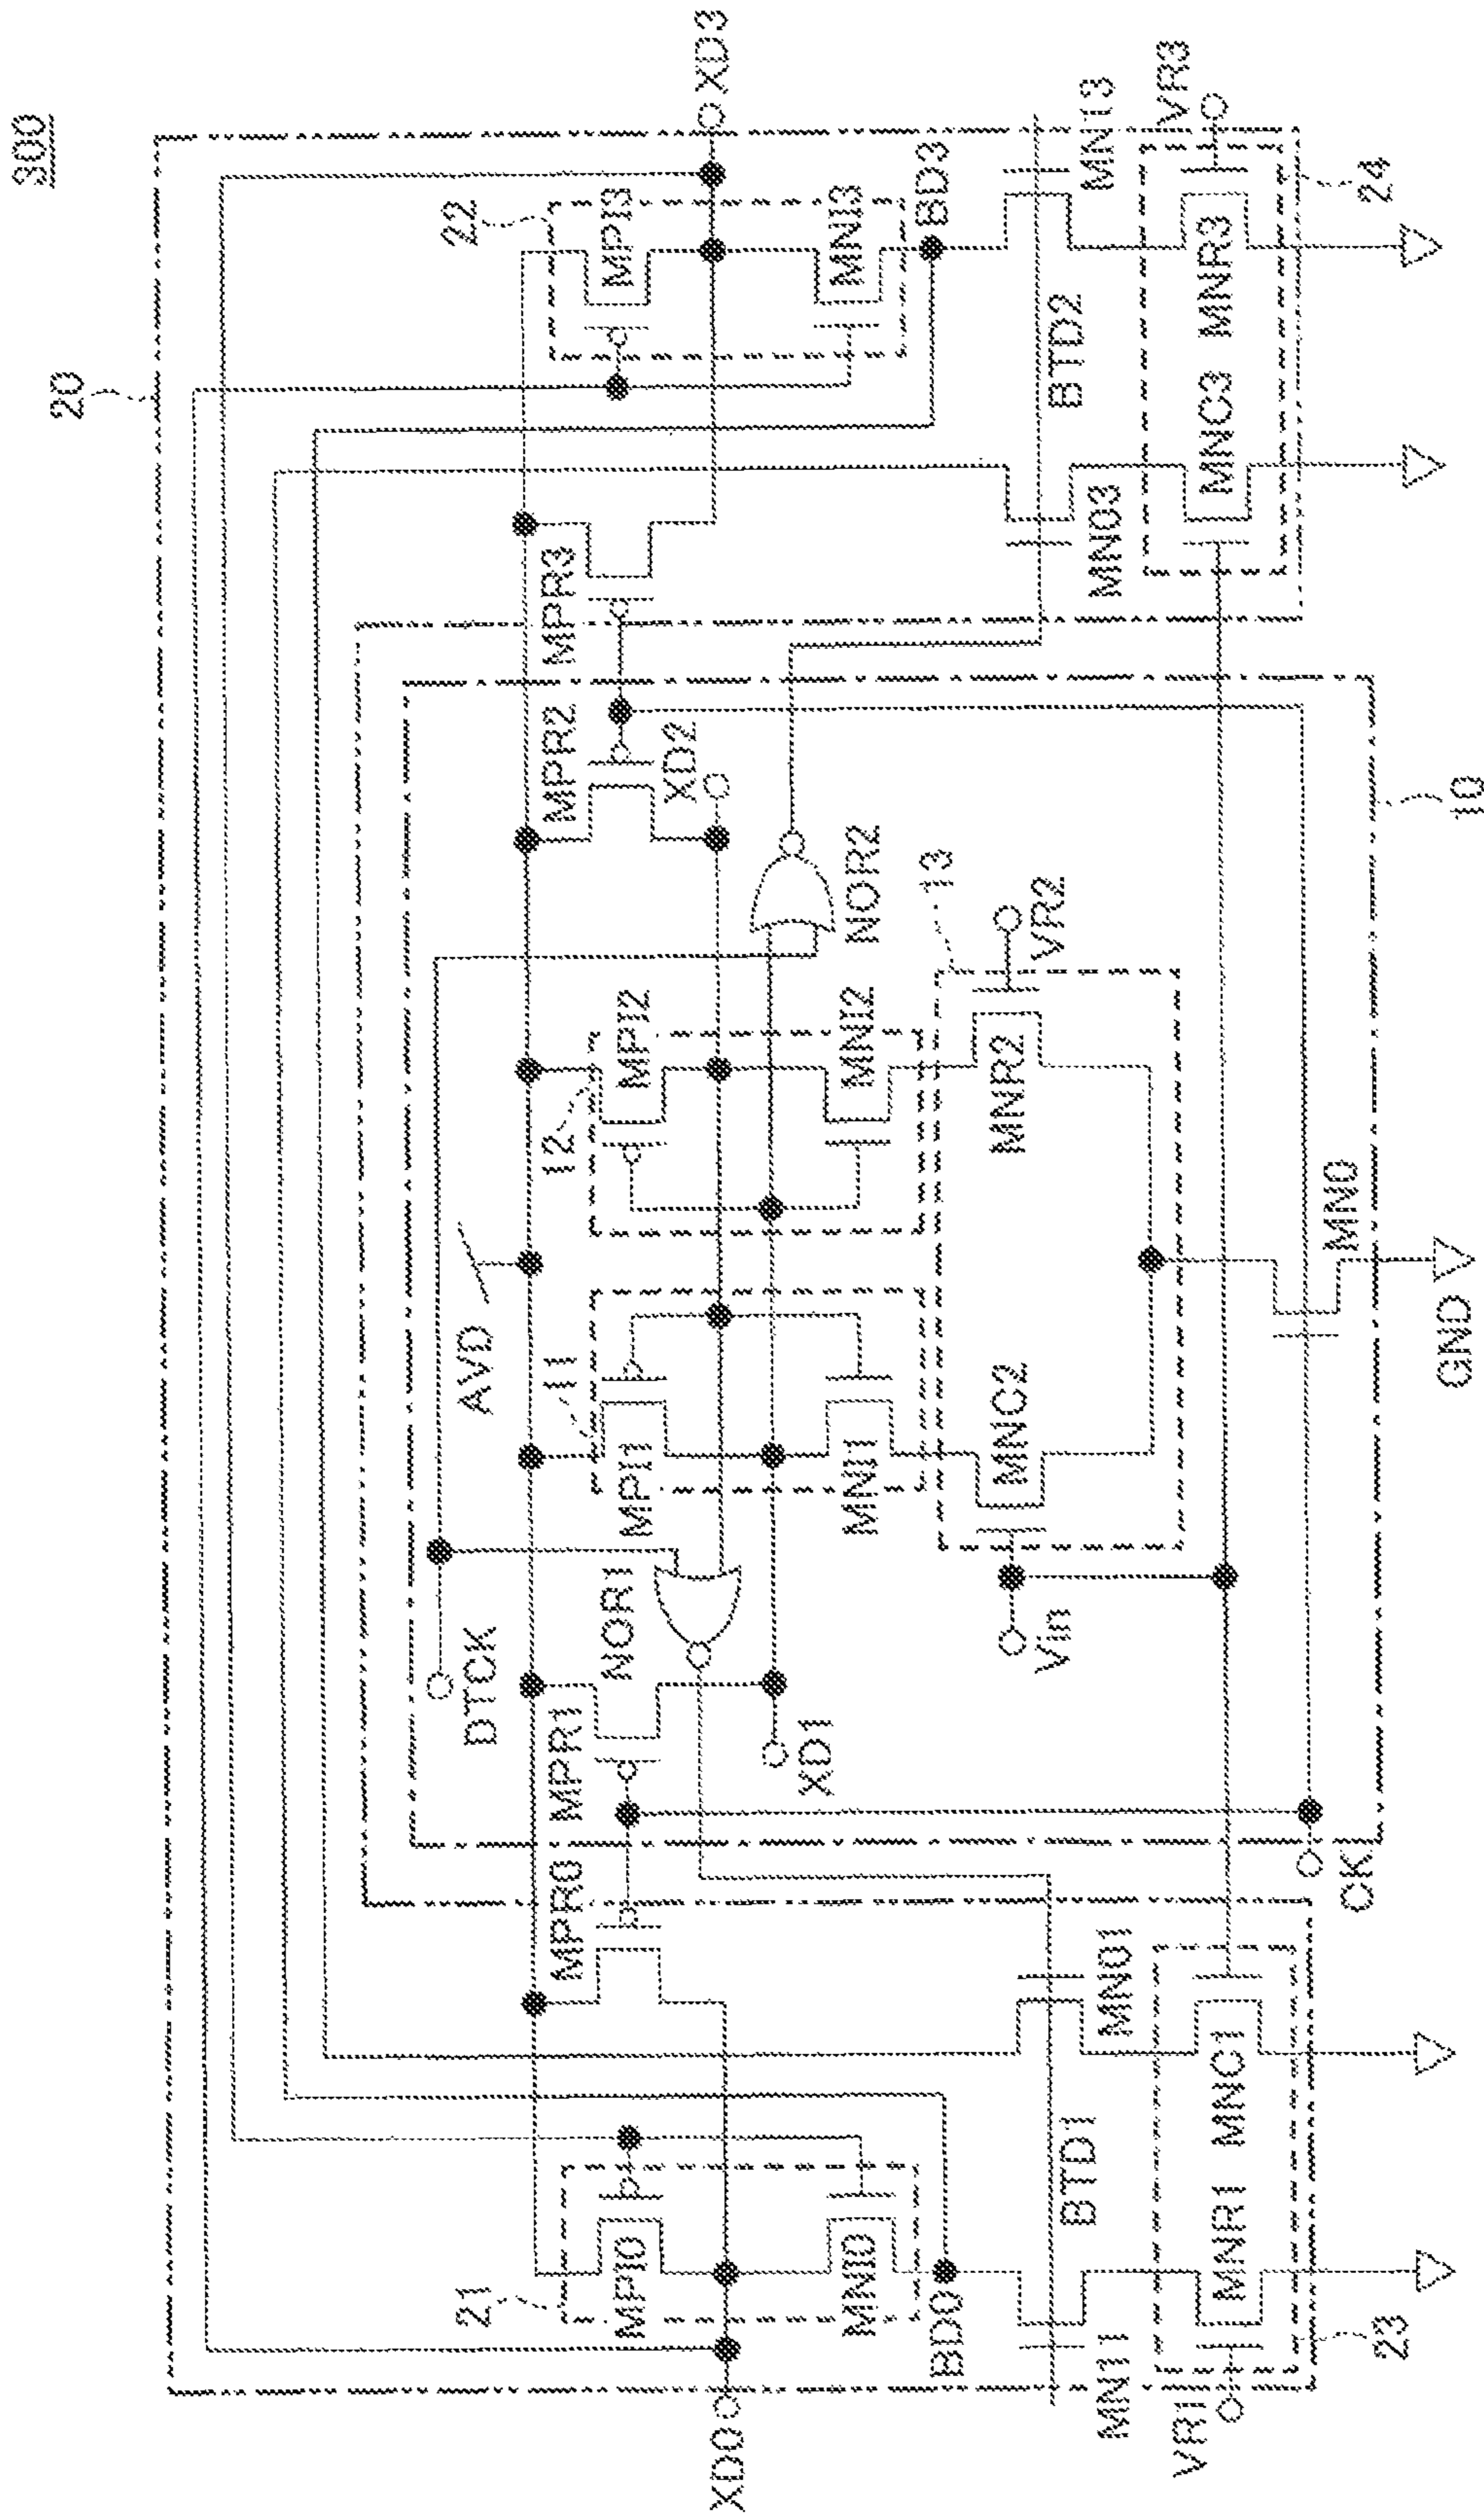 300
20
21
22
XD0
XD3
AVD
DTCK
MPI0
MPR0
MPR1
NOR1
11
MPI1
12
MPI2
MPR2
MPR3
MPI3
XD1
XD2
MNI0
MNI1
MNI2
NOR2
MNI3
BD0
BD3
13
Vin
MNC2
MNR2
VR2
BTD1
BTD2
MN11
MN01
MN03
MN13
VR1
MNR1
MNC1
MNC3
MNR3
VR3
23
24
CK
MN0
GND
10